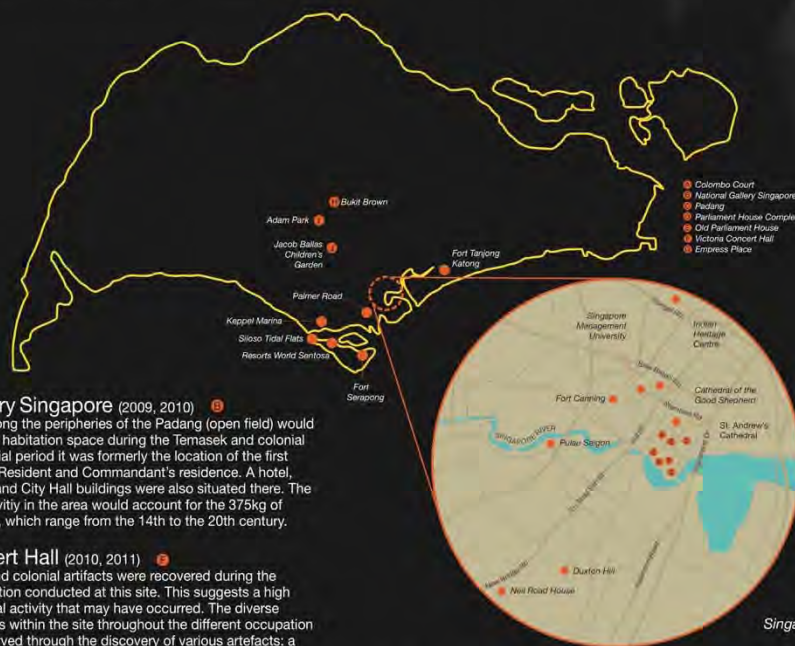 Bukit Brown
Adam Park
Jacob Ballas
Children's
Garden
Fort Tanjong
Katong
Palmer Road
Keppel Marina
Siloso Tidal Flats
Resorts World Sentosa
Fort
Serapong
A Colombo Court
B National Gallery Singapore
C Padang
D Parliament House Comple
E Old Parliament House
F Victoria Concert Hall
G Empress Place
Singapore
Management
University
Indian
Heritage
Centre
Fort Canning
Cathedral of the
Good Shepherd
St. Andrew's
Cathedral
SINGAPORE RIVER
Pulau Saigon
Duxton Hill
Neil Road House
ry Singapore (2009, 2010) B
ong the peripheries of the Padang (open field) would
habitation space during the Temasek and colonial
ial period it was formerly the location of the first
Resident and Commandant's residence. A hotel,
and City Hall buildings were also situated there. The
vitiy in the area would account for the 375kg of
, which range from the 14th to the 20th century.
ert Hall (2010, 2011) F
d colonial artifacts were recovered during the
tion conducted at this site. This suggests a high
al activity that may have occurred. The diverse
s within the site throughout the different occupation
rved through the discovery of various artefacts: a
Singa